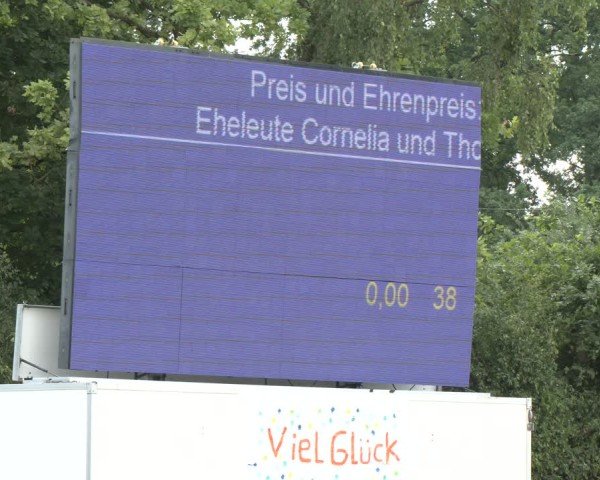 Preis und Ehrenpreis:
Eheleute Cornelia und Tho
0,00 38
Viel Glück